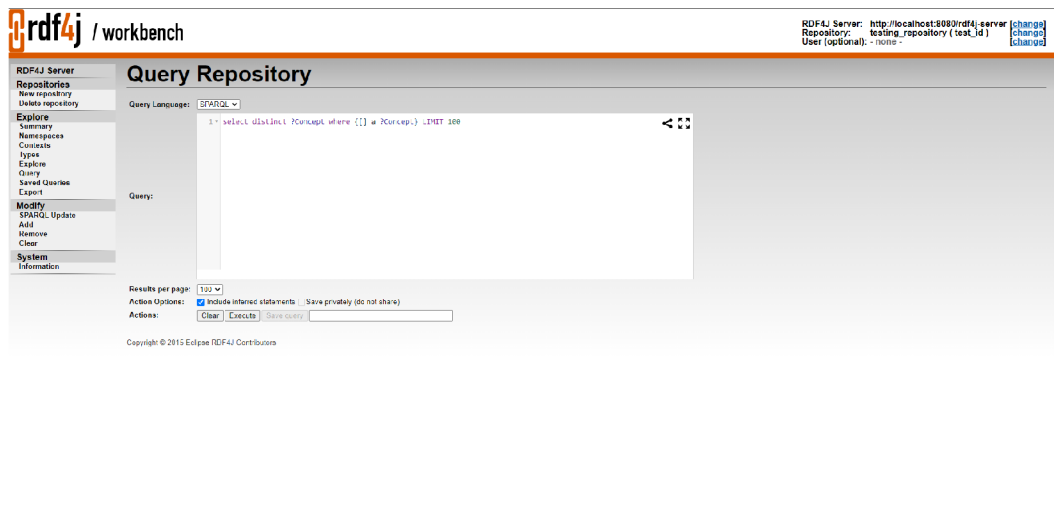 rdf4j / workbench
RDF4J Server: http://localhost:8080/rdf4j-server [change]
Repository: testing_repository ( test_id ) [change]
User (optional): - none - [change]
RDF4J Server
Repositories
New repository
Delete repository
Explore
Summary
Namespaces
Contexts
Types
Explore
Query
Saved Queries
Export
Modify
SPARQL Update
Add
Remove
Clear
System
Information
Query Repository
Query Language: SPARQL
1 select distinct ?Concept where {[] a ?Concept} LIMIT 100
Query:
Results per page: 100
Action Options: Include inferred statements Save privately (do not share)
Actions: Clear Execute Save query
Copyright © 2015 Eclipse RDF4J Contributors